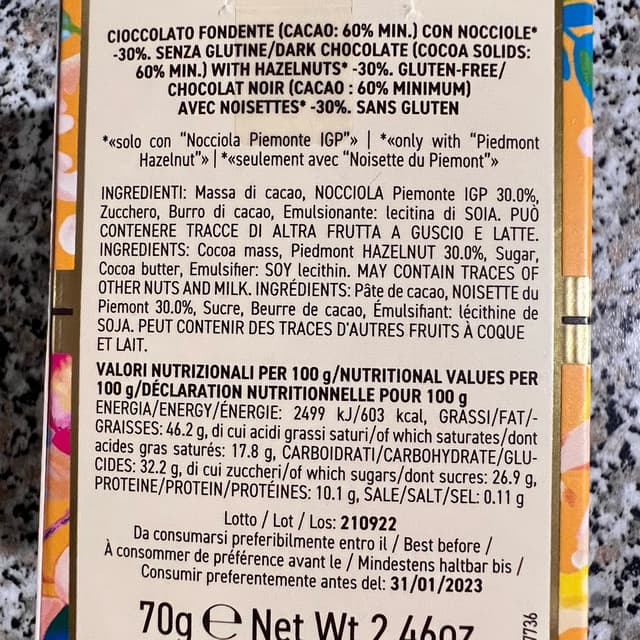 CIOCCOLATO FONDENTE (CACAO: 60% MIN.) CON NOCCIOLE*
-30%. SENZA GLUTINE/DARK CHOCOLATE (COCOA SOLIDS:
60% MIN.) WITH HAZELNUTS* -30%. GLUTEN-FREE/
CHOCOLAT NOIR (CACAO : 60% MINIMUM)
AVEC NOISETTES* -30%. SANS GLUTEN
*«solo con "Nocciola Piemonte IGP"» | *«only with "Piedmont
Hazelnut"» | *«seulement avec "Noisette du Piemont"»
INGREDIENTI: Massa di cacao, NOCCIOLA Piemonte IGP 30.0%,
Zucchero, Burro di cacao, Emulsionante: lecitina di SOIA. PUÒ
CONTENERE TRACCE DI ALTRA FRUTTA A GUSCIO E LATTE.
INGREDIENTS: Cocoa mass, Piedmont HAZELNUT 30.0%, Sugar,
Cocoa butter, Emulsifer: SOY lecithin. MAY CONTAIN TRACES OF
OTHER NUTS AND MILK. INGRÉDIENTS: Pâte de cacao, NOISETTE du
Piemont 30.0%, Sucre, Beurre de cacao, Émulsifiant: lécithine de
SOJA. PEUT CONTENIR DES TRACES D'AUTRES FRUITS À COQUE
ET LAIT.
VALORI NUTRIZIONALI PER 100 g/NUTRITIONAL VALUES PER
100 g/DÉCLARATION NUTRITIONNELLE POUR 100 g
ENERGIA/ENERGY/ÉNERGIE: 2499 kJ/603 kcal, GRASSI/FAT/-
GRAISSES: 46.2 g, di cui acidi grassi saturi/of which saturates/dont
acides gras saturés: 17.8 g, CARBOIDRATI/CARBOHYDRATE/GLU-
CIDES: 32.2 g, di cui zuccheri/of which sugars/dont sucres: 26.9 g,
PROTEINE/PROTEIN/PROTÉINES: 10.1 g, SALE/SALT/SEL: 0.11 g
Lotto / Lot / Los: 210922
Da consumarsi preferibilmente entro il / Best before /
À consommer de préférence avant le / Mindestens haltbar bis /
Consumir preferentemente antes del: 31/01/2023
70g e Net Wt 2.46oz
7736